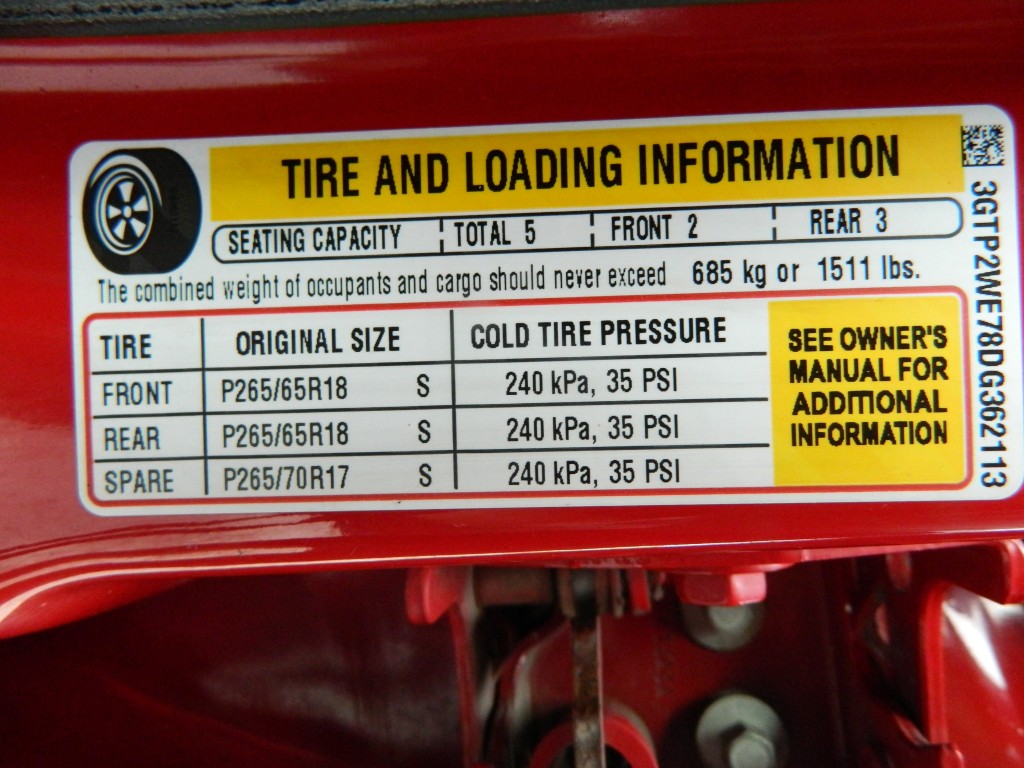 TIRE AND LOADING INFORMATION
SEATING CAPACITY TOTAL 5 FRONT 2 REAR 3
The combined weight of occupants and cargo should never exceed 685 kg or 1511 lbs.
TIRE ORIGINAL SIZE COLD TIRE PRESSURE
FRONT P265/65R18 S 240 kPa, 35 PSI
REAR P265/65R18 S 240 kPa, 35 PSI
SPARE P265/70R17 S 240 kPa, 35 PSI
SEE OWNER'S
MANUAL FOR
ADDITIONAL
INFORMATION
3GTP2WE78DG362113